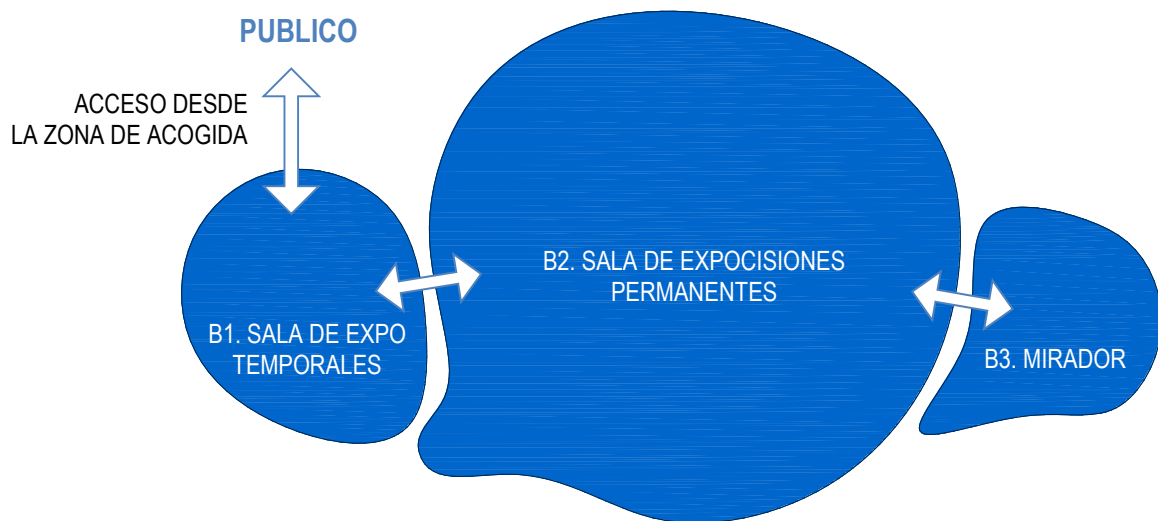 PUBLICO
ACCESO DESDE
LA ZONA DE ACOGIDA
B2. SALA DE EXPOCISIONES
PERMANENTES
B1. SALA DE EXPO
TEMPORALES
B3. MIRADOR